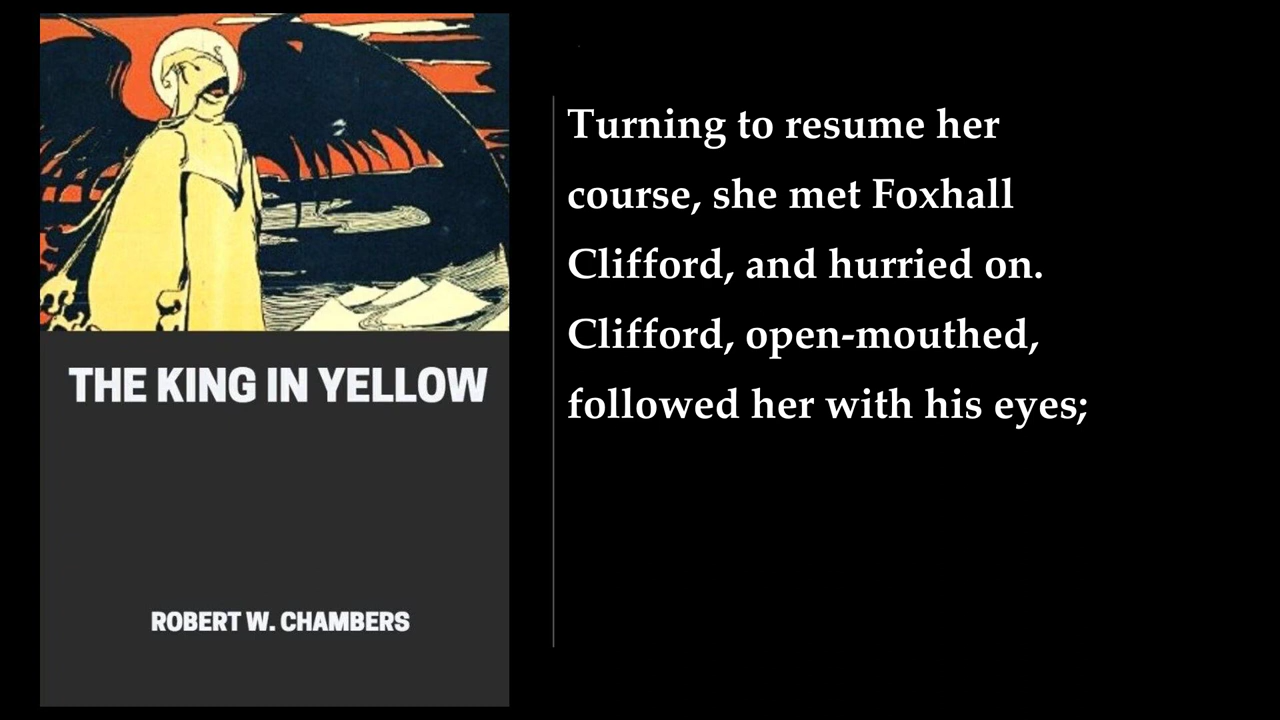 THE KING IN YELLOW
ROBERT W. CHAMBERS
Turning to resume her
course, she met Foxhall
Clifford, and hurried on.
Clifford, open-mouthed,
followed her with his eyes;